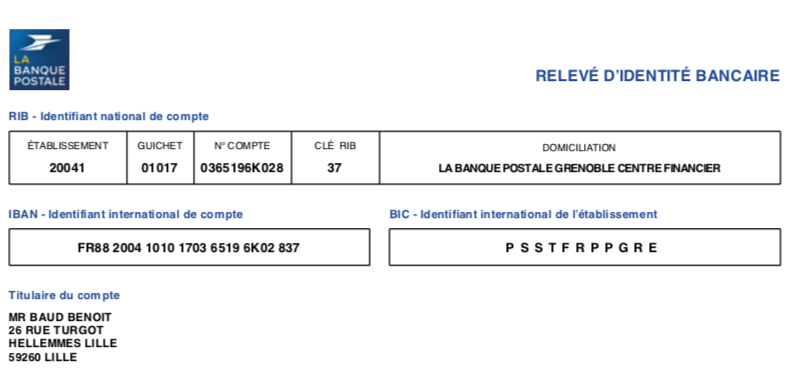 LA
BANQUE
POSTALE
RELEVÉ D'IDENTITÉ BANCAIRE
RIB - Identifiant national de compte
ÉTABLISSEMENT GUICHET N° COMPTE CLÉ RIB DOMICILIATION
20041 01017 0365196K028 37 LA BANQUE POSTALE GRENOBLE CENTRE FINANCIER
IBAN - Identifiant international de compte BIC - Identifiant international de l'établissement
FR88 2004 1010 1703 6519 6K02 837 P S S T F R P P G R E
Titulaire du compte
MR BAUD BENOIT
26 RUE TURGOT
HELLEMMES LILLE
59260 LILLE